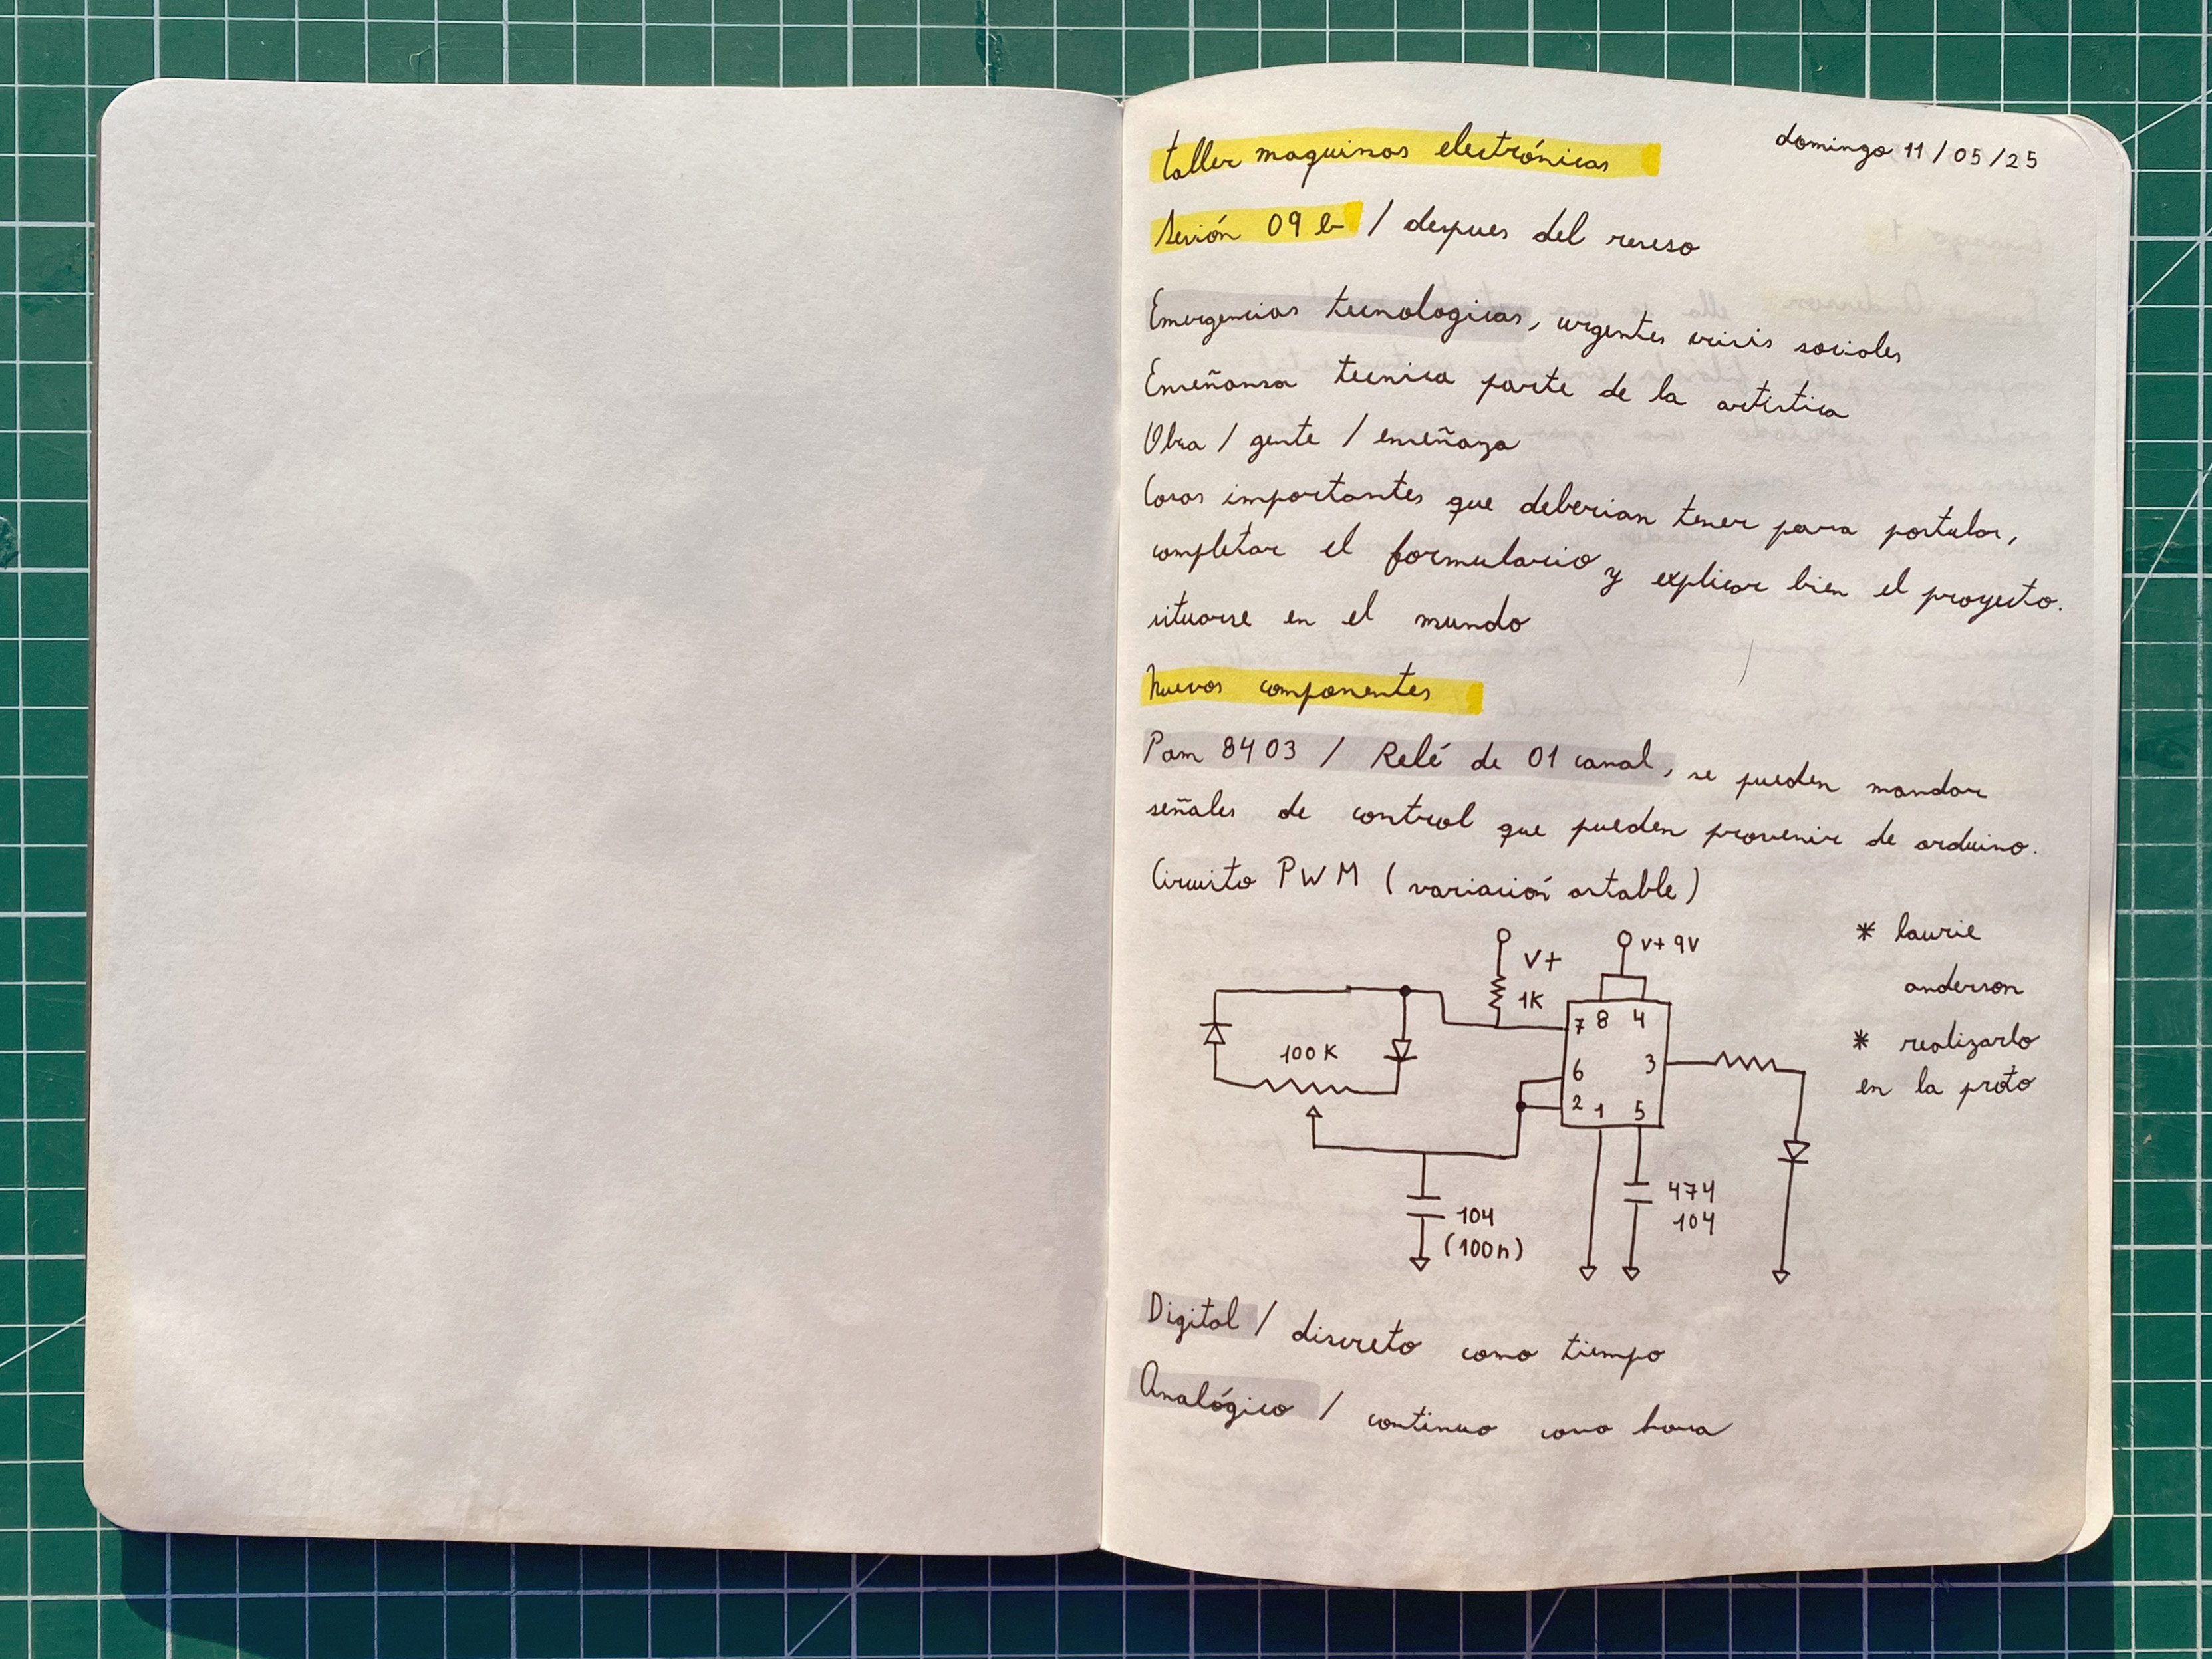 taller maquinas electrónicas
domingo 11/05/25
Sesión 09 b / despues del receso
Emergencias tecnologicas, urgentes crisis sociales
Enseñansa tecnica parte de la artistica
Obra / gente / enseñaza
Cosas importantes que deberian tener para postular,
completar el formulario y explicar bien el proyecto.
situarse en el mundo
Nuevos componentes
Pam 8403 / Relé de 01 canal, se pueden mandar
señales de control que pueden provenir de arduino.
Circuito PWM (variación astable)
* laurie
anderson
* realizarlo
en la proto
V+
1K
V+ 9V
7 8 4
100 K
6
3
2 1 5
474
104
104
(100n)
Digital / discreto como tiempo
Analógico / continuo como hora